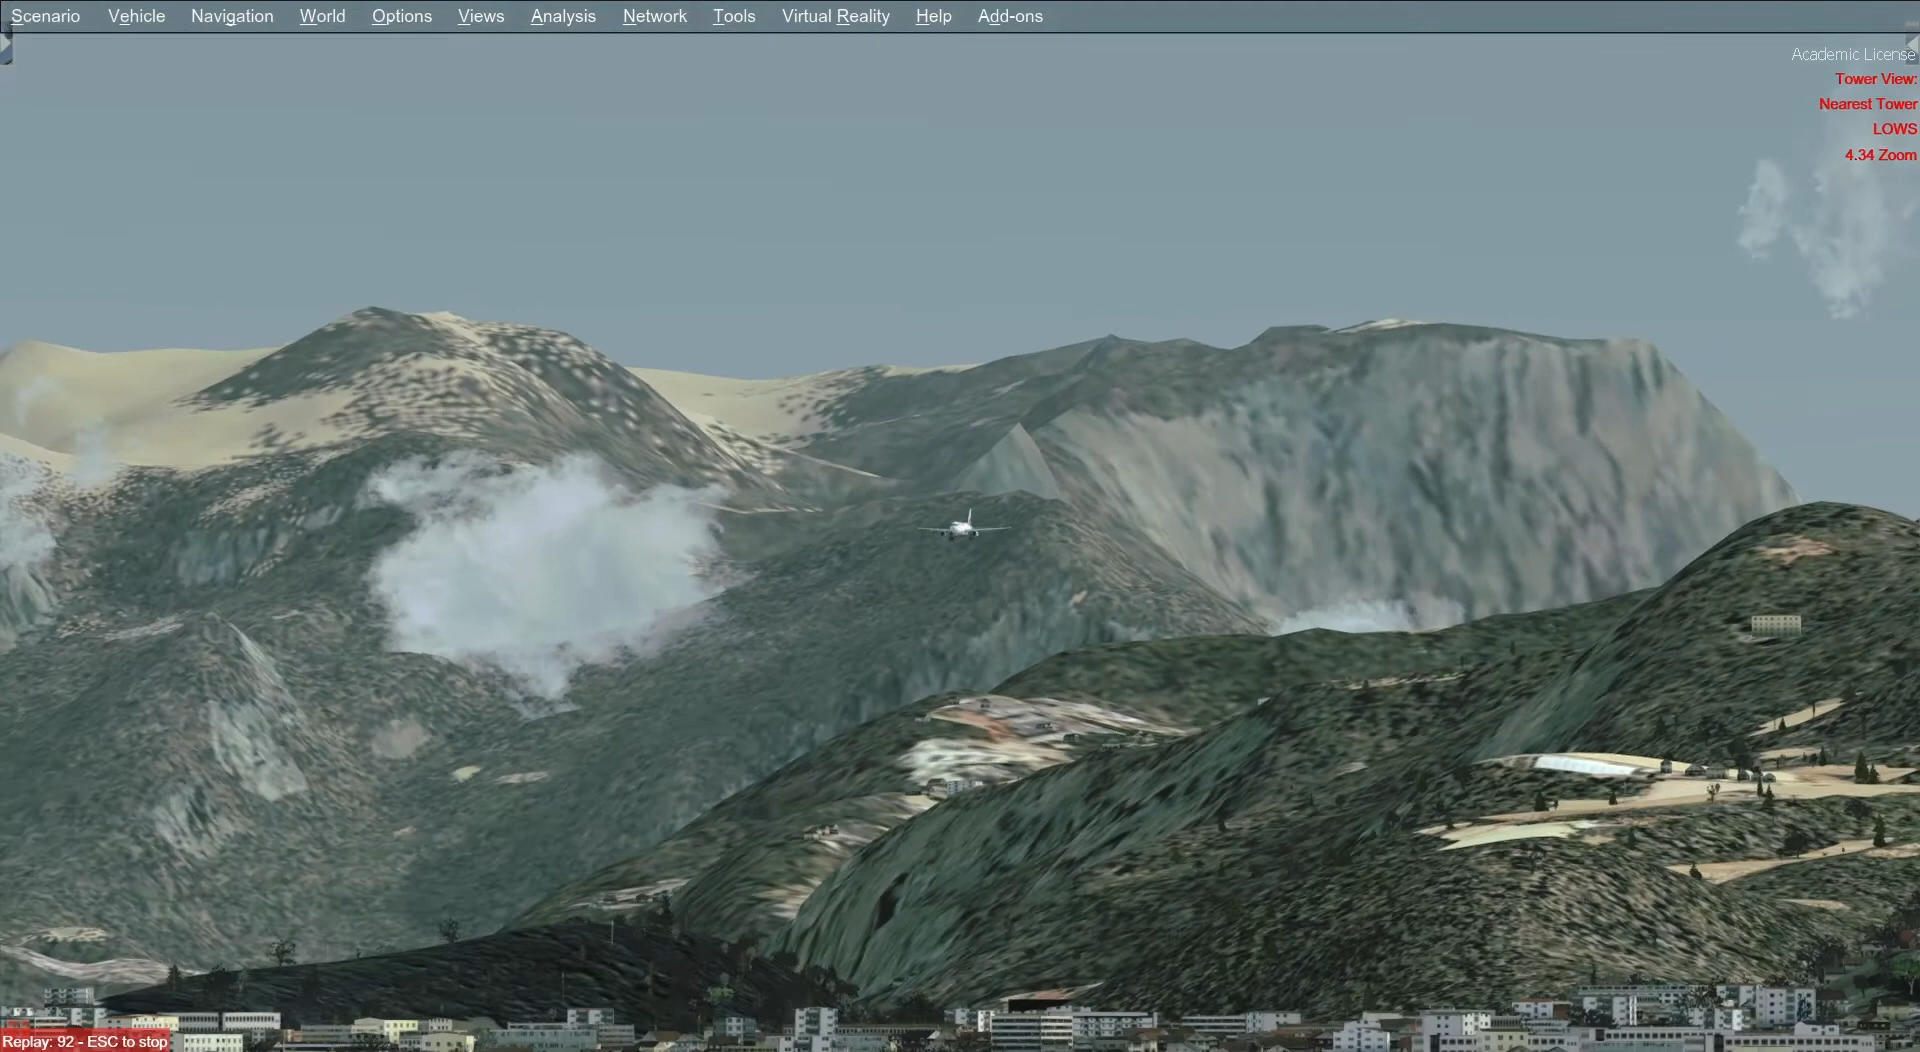 Scenario Vehicle Navigation World Options Views Analysis Network Tools Virtual Reality Help Add-ons
Academic License
Tower View:
Nearest Tower
LOWS
4.34 Zoom
Replay: 92 - ESC to stop